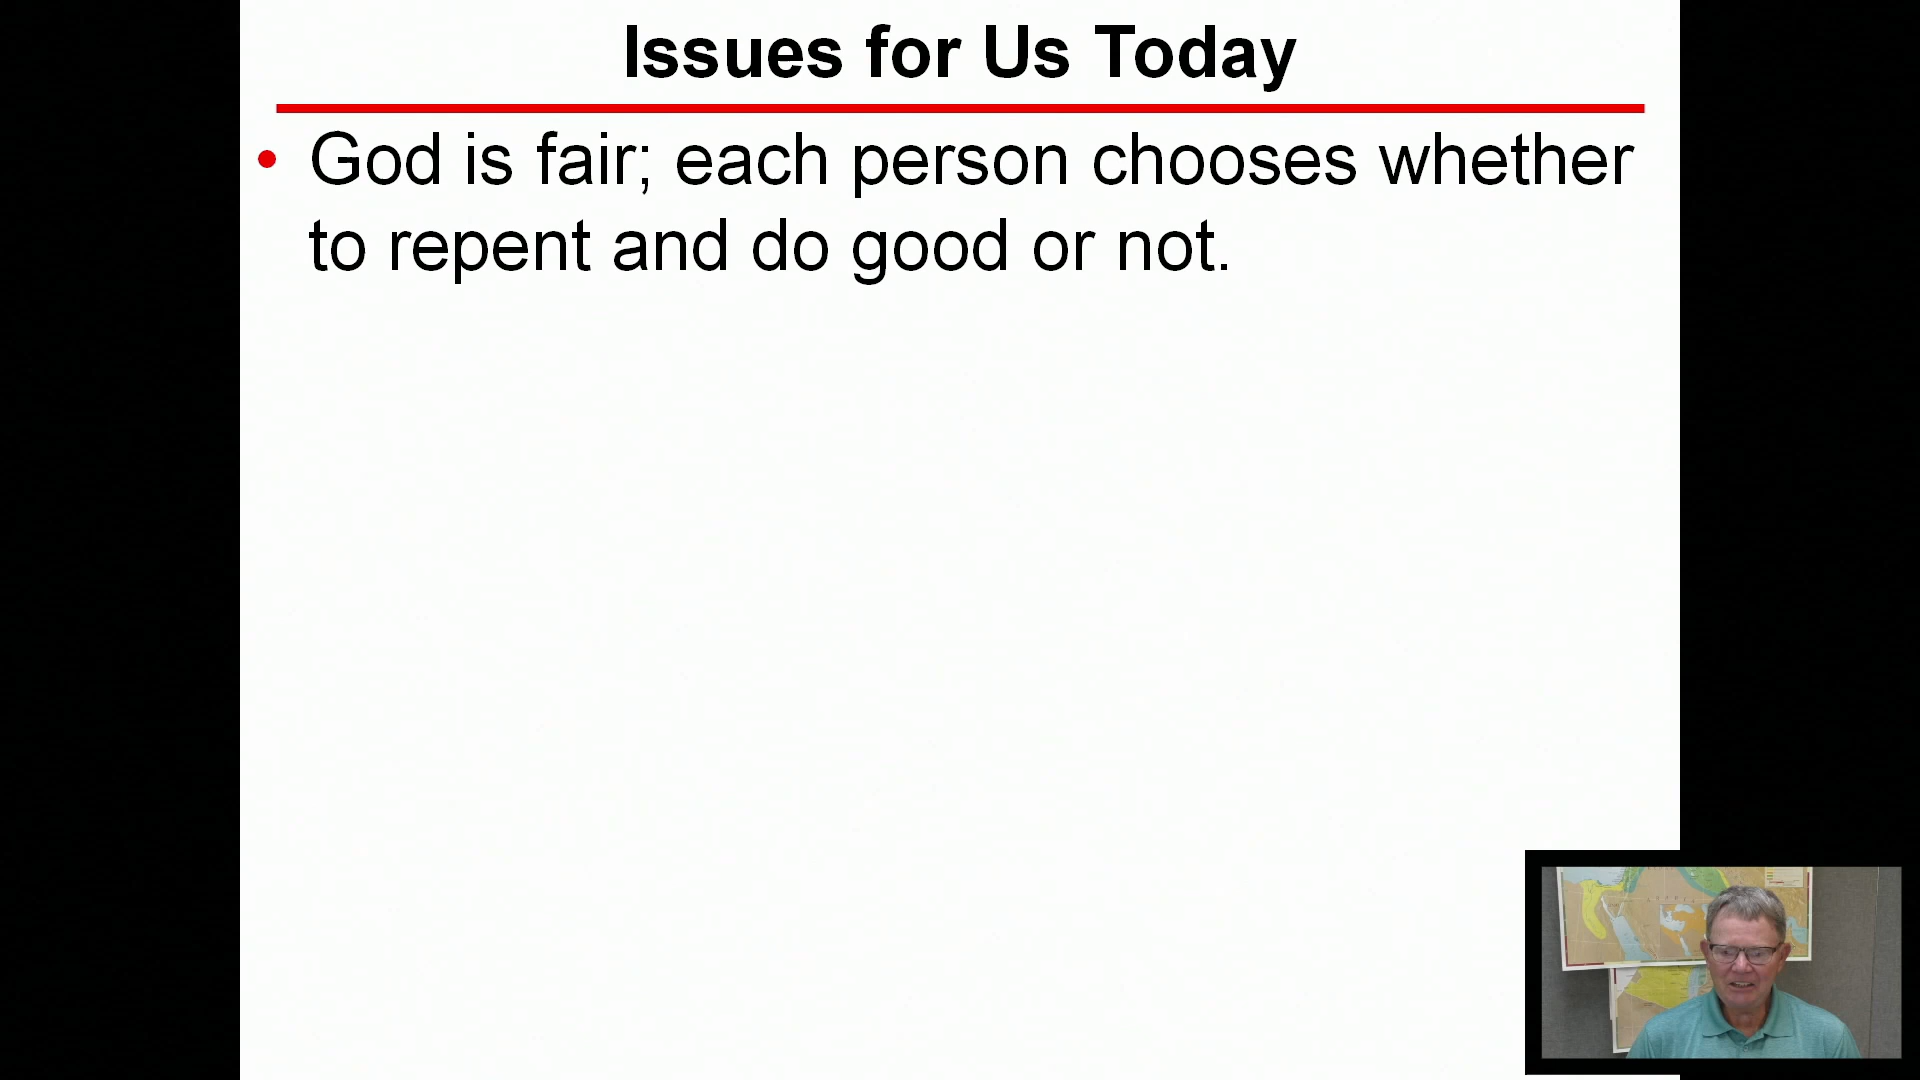 Issues for Us Today
• God is fair; each person chooses whether
to repent and do good or not.